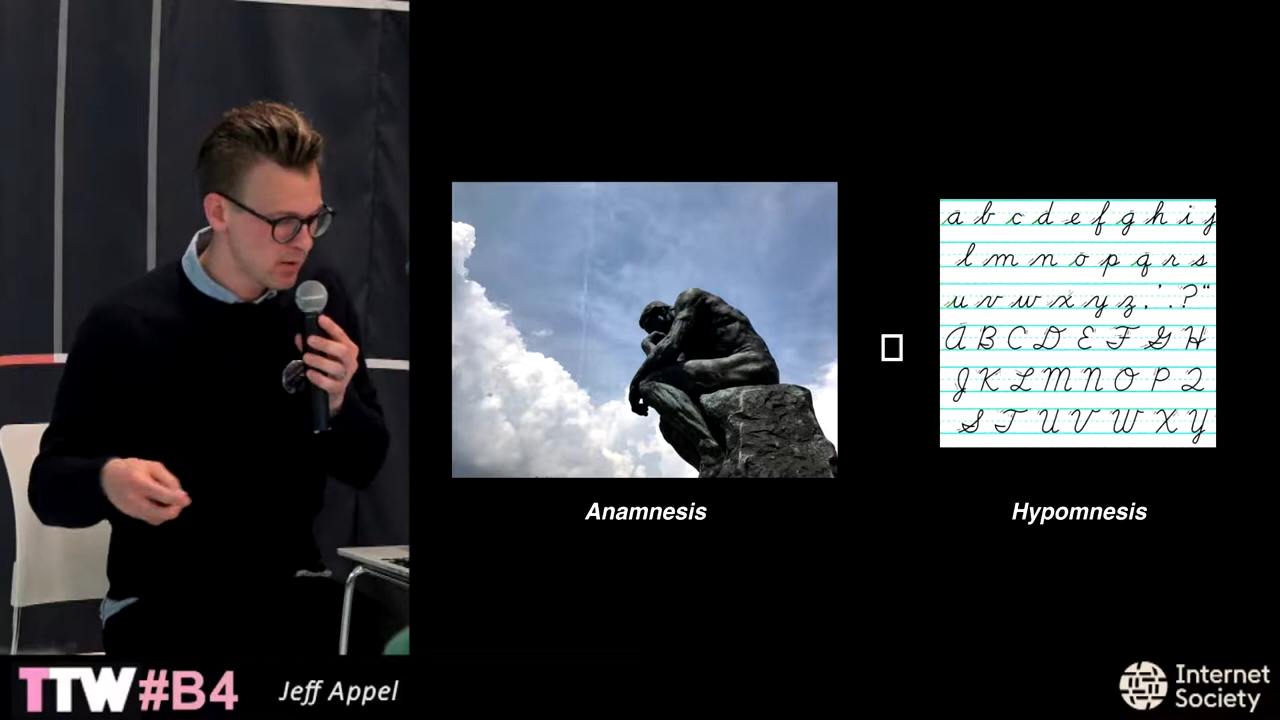 a b c d e f g h i j
l m n o p q r s
u v w x y z . ' . ? "
A B C D E F G H
J K L M N O P Q
S T U V W X Y
Anamnesis
Hypomnesis
TTW#B4
Jeff Appel
Internet
Society